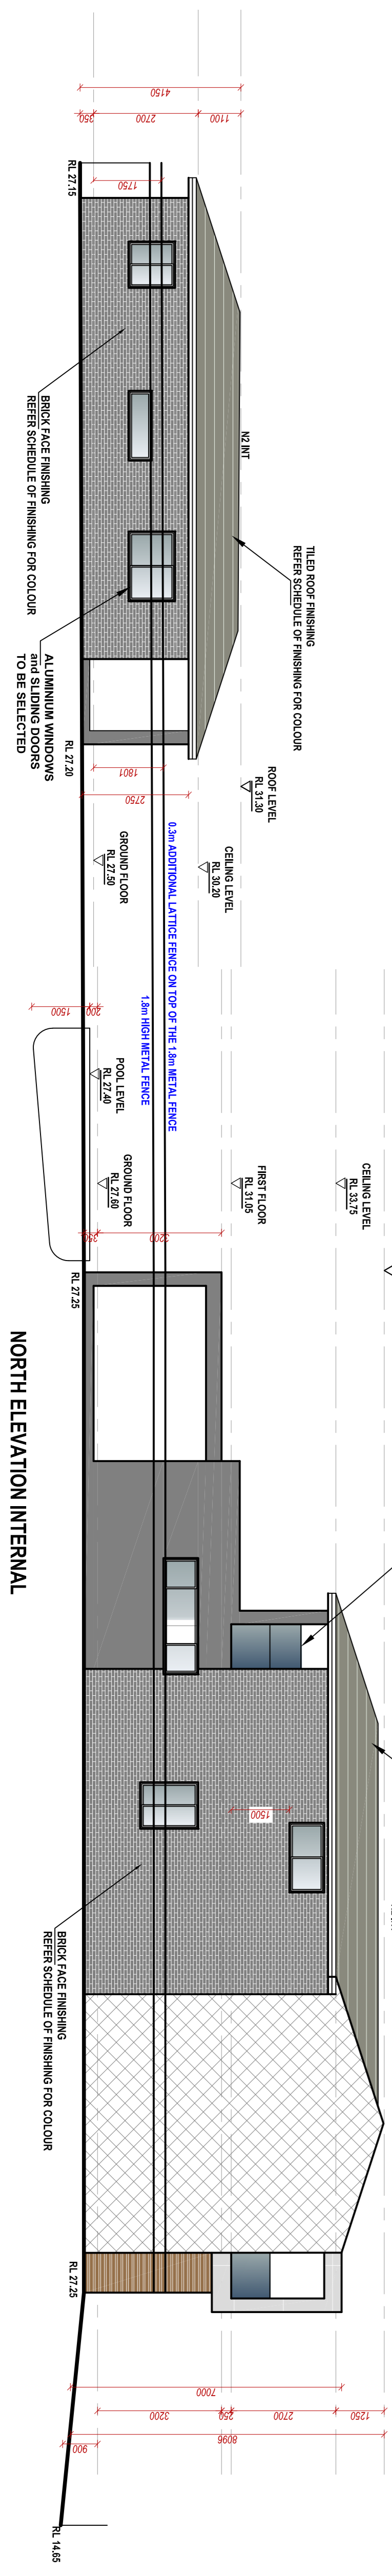 4150
350
2700
1100
RL 27.15
1750
BRICK FACE FINISHING
REFER SCHEDULE OF FINISHING FOR COLOUR
N2 INT
TILED ROOF FINISHING
REFER SCHEDULE OF FINISHING FOR COLOUR
ALUMINIUM WINDOWS
and SLIDING DOORS
TO BE SELECTED
RL 27.20
1801
2750
ROOF LEVEL
RL 31.30
CEILING LEVEL
RL 30.20
GROUND FLOOR
RL 27.50
0.3m ADDITIONAL LATTICE FENCE ON TOP OF THE 1.8m METAL FENCE
1.8m HIGH METAL FENCE
1500
200
POOL LEVEL
RL 27.40
GROUND FLOOR
RL 27.60
FIRST FLOOR
RL 31.05
CEILING LEVEL
RL 33.75
350
3200
RL 27.25
1500
BRICK FACE FINISHING
REFER SCHEDULE OF FINISHING FOR COLOUR
RL 27.25
7000
3200
250
2700
1250
8096
900
RL 14.65
NORTH ELEVATION INTERNAL